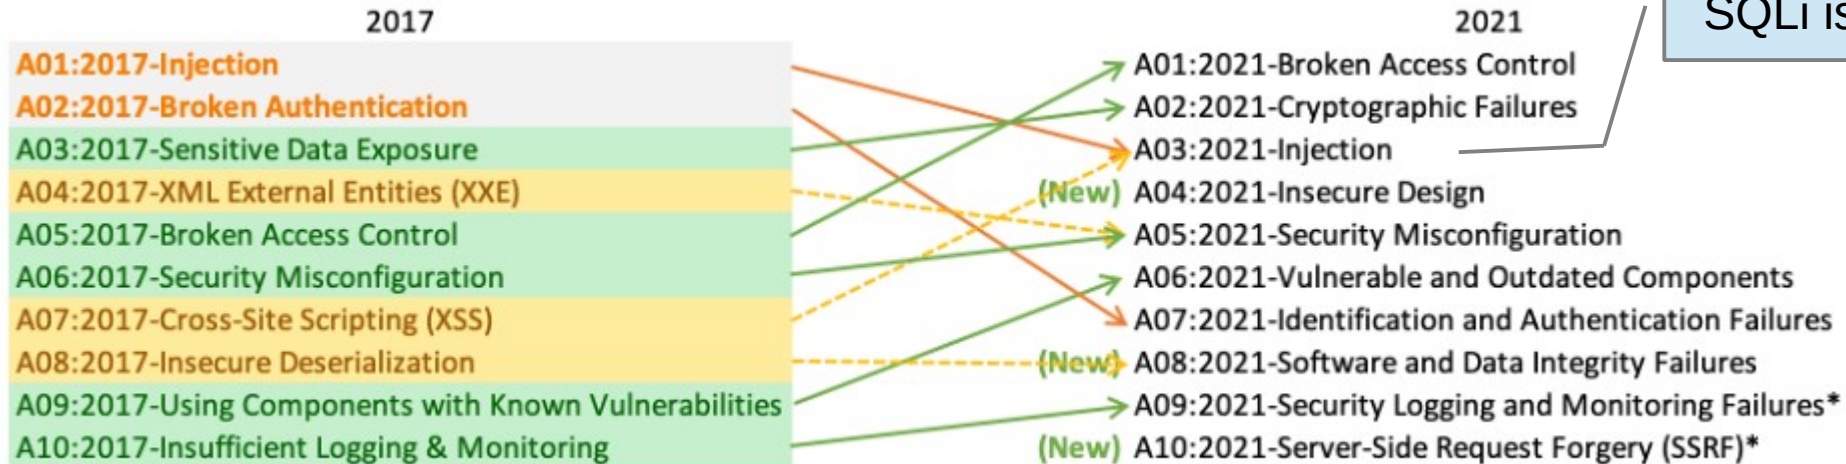 2017
A01:2017-Injection
A02:2017-Broken Authentication
A03:2017-Sensitive Data Exposure
A04:2017-XML External Entities (XXE)
A05:2017-Broken Access Control
A06:2017-Security Misconfiguration
A07:2017-Cross-Site Scripting (XSS)
A08:2017-Insecure Deserialization
A09:2017-Using Components with Known Vulnerabilities
A10:2017-Insufficient Logging & Monitoring
2021
A01:2021-Broken Access Control
A02:2021-Cryptographic Failures
A03:2021-Injection
(New) A04:2021-Insecure Design
A05:2021-Security Misconfiguration
A06:2021-Vulnerable and Outdated Components
A07:2021-Identification and Authentication Failures
(New) A08:2021-Software and Data Integrity Failures
A09:2021-Security Logging and Monitoring Failures*
(New) A10:2021-Server-Side Request Forgery (SSRF)*
SQLi is